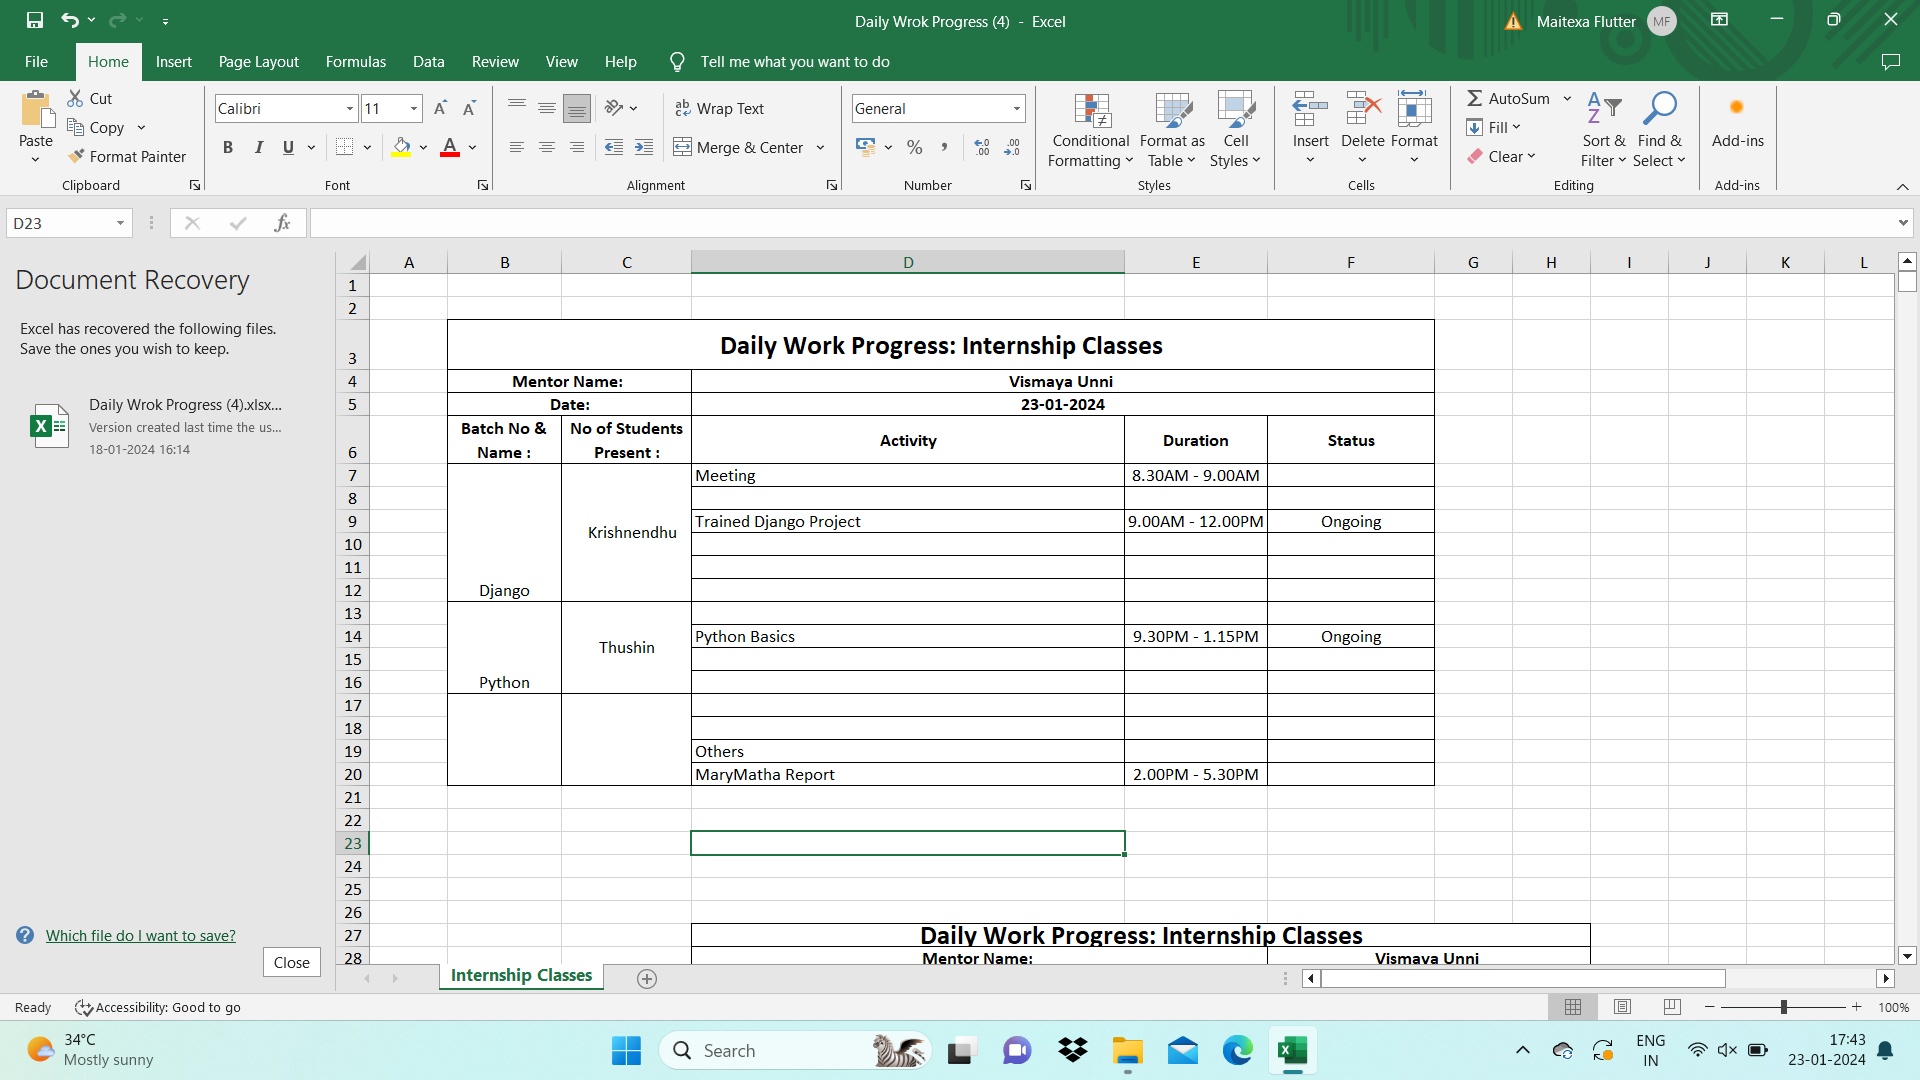 Daily Wrok Progress (4) - Excel
Maitexa Flutter MF
File Home Insert Page Layout Formulas Data Review View Help Tell me what you want to do
Paste
Cut
Copy
Format Painter
Clipboard
Calibri 11
B I U
Font
Wrap Text
Merge & Center
Alignment
General
Number
Conditional Formatting
Format as Table
Cell Styles
Styles
Insert Delete Format
Cells
AutoSum
Fill
Clear
Sort & Filter
Find & Select
Editing
Add-ins
Add-ins
D23 fx
Document Recovery
Excel has recovered the following files.
Save the ones you wish to keep.
Daily Wrok Progress (4).xlsx...
Version created last time the us...
18-01-2024 16:14
Which file do I want to save?
Close
A B C D E F G H I J K L
1
2
3 Daily Work Progress: Internship Classes
4 Mentor Name: Vismaya Unni
5 Date: 23-01-2024
6 Batch No & Name : No of Students Present : Activity Duration Status
7 Meeting 8.30AM - 9.00AM
8
9 Trained Django Project 9.00AM - 12.00PM Ongoing
Krishnendhu
10
11
12 Django
13
14 Python Basics 9.30PM - 1.15PM Ongoing
Thushin
15
16 Python
17
18
19 Others
20 MaryMatha Report 2.00PM - 5.30PM
21
22
23
24
25
26
27 Daily Work Progress: Internship Classes
28 Mentor Name: Vismaya Unni
Internship Classes
Ready Accessibility: Good to go 100%
34°C
Mostly sunny
Search
ENG
IN
17:43
23-01-2024